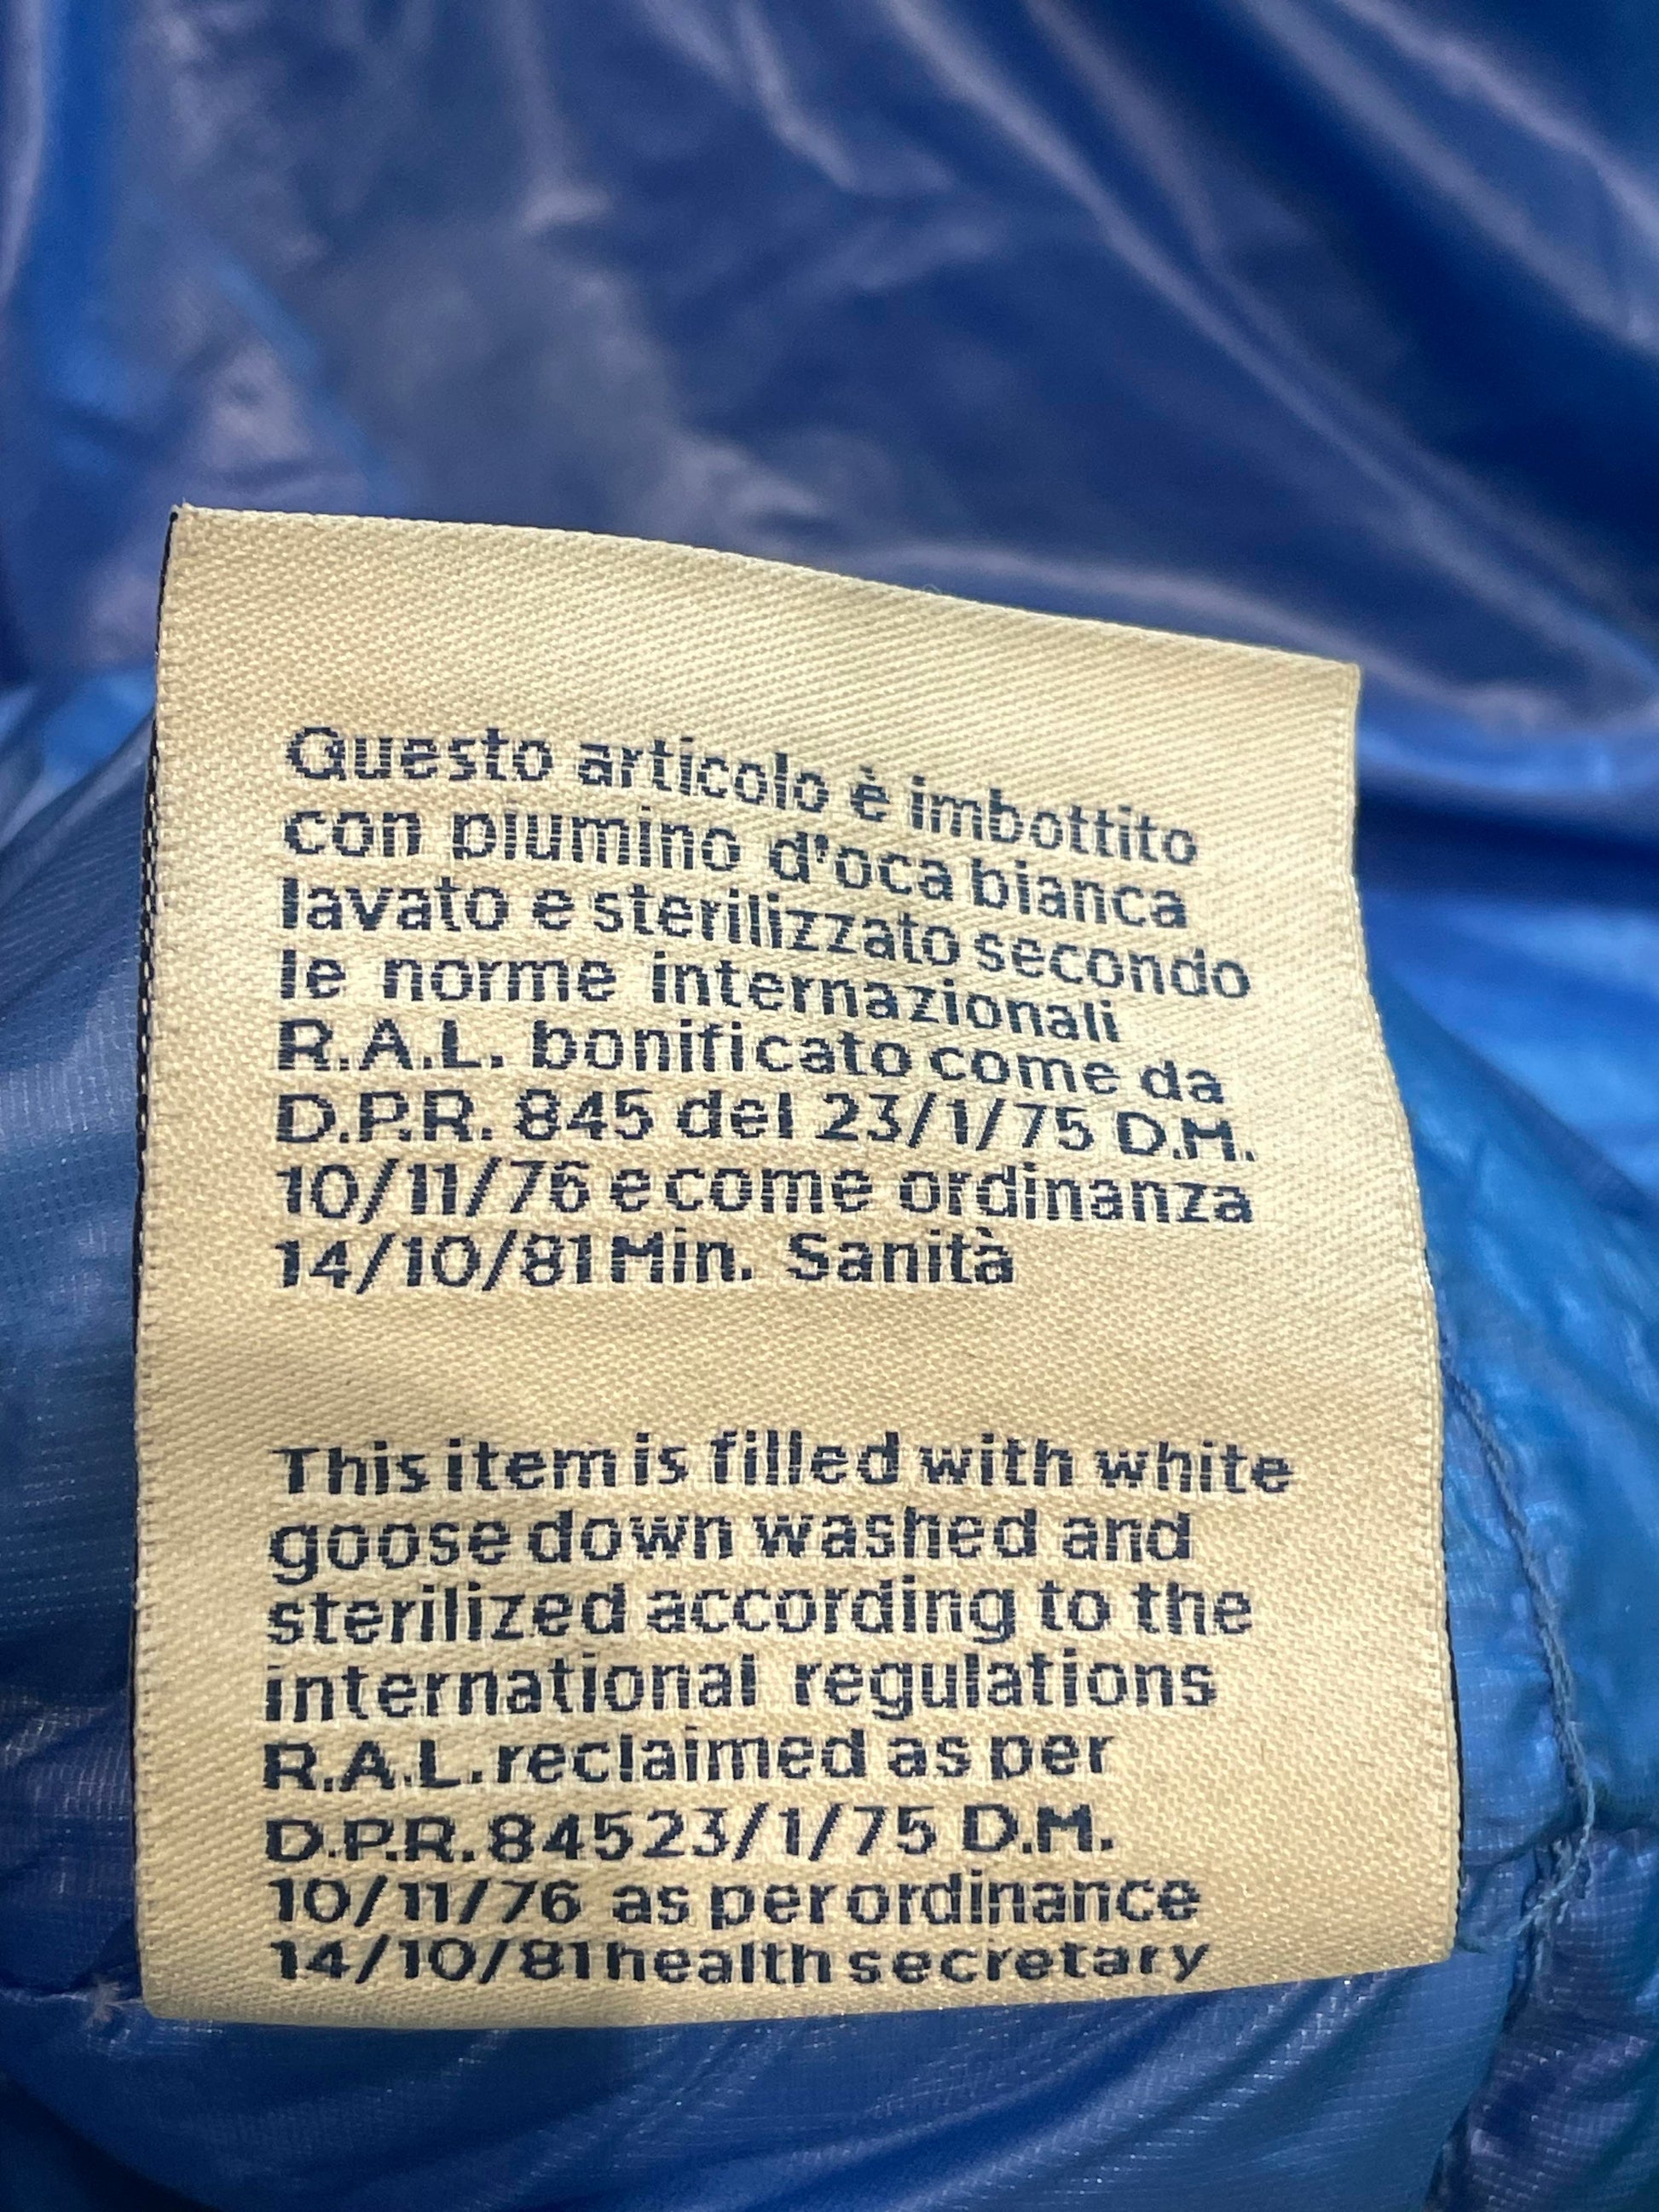 Questo articolo è imbottito
con piumino d'oca bianca
lavato e sterilizzato secondo
le norme internazionali
R.A.L. bonificato come da
D.P.R. 845 del 23/1/75 D.M.
10/11/76 e come ordinanza
14/10/81 Min. Sanità
This item is filled with white
goose down washed and
sterilized according to the
international regulations
R.A.L. reclaimed as per
D.P.R. 845 23/1/75 D.M.
10/11/76 as per ordinance
14/10/81 health secretary